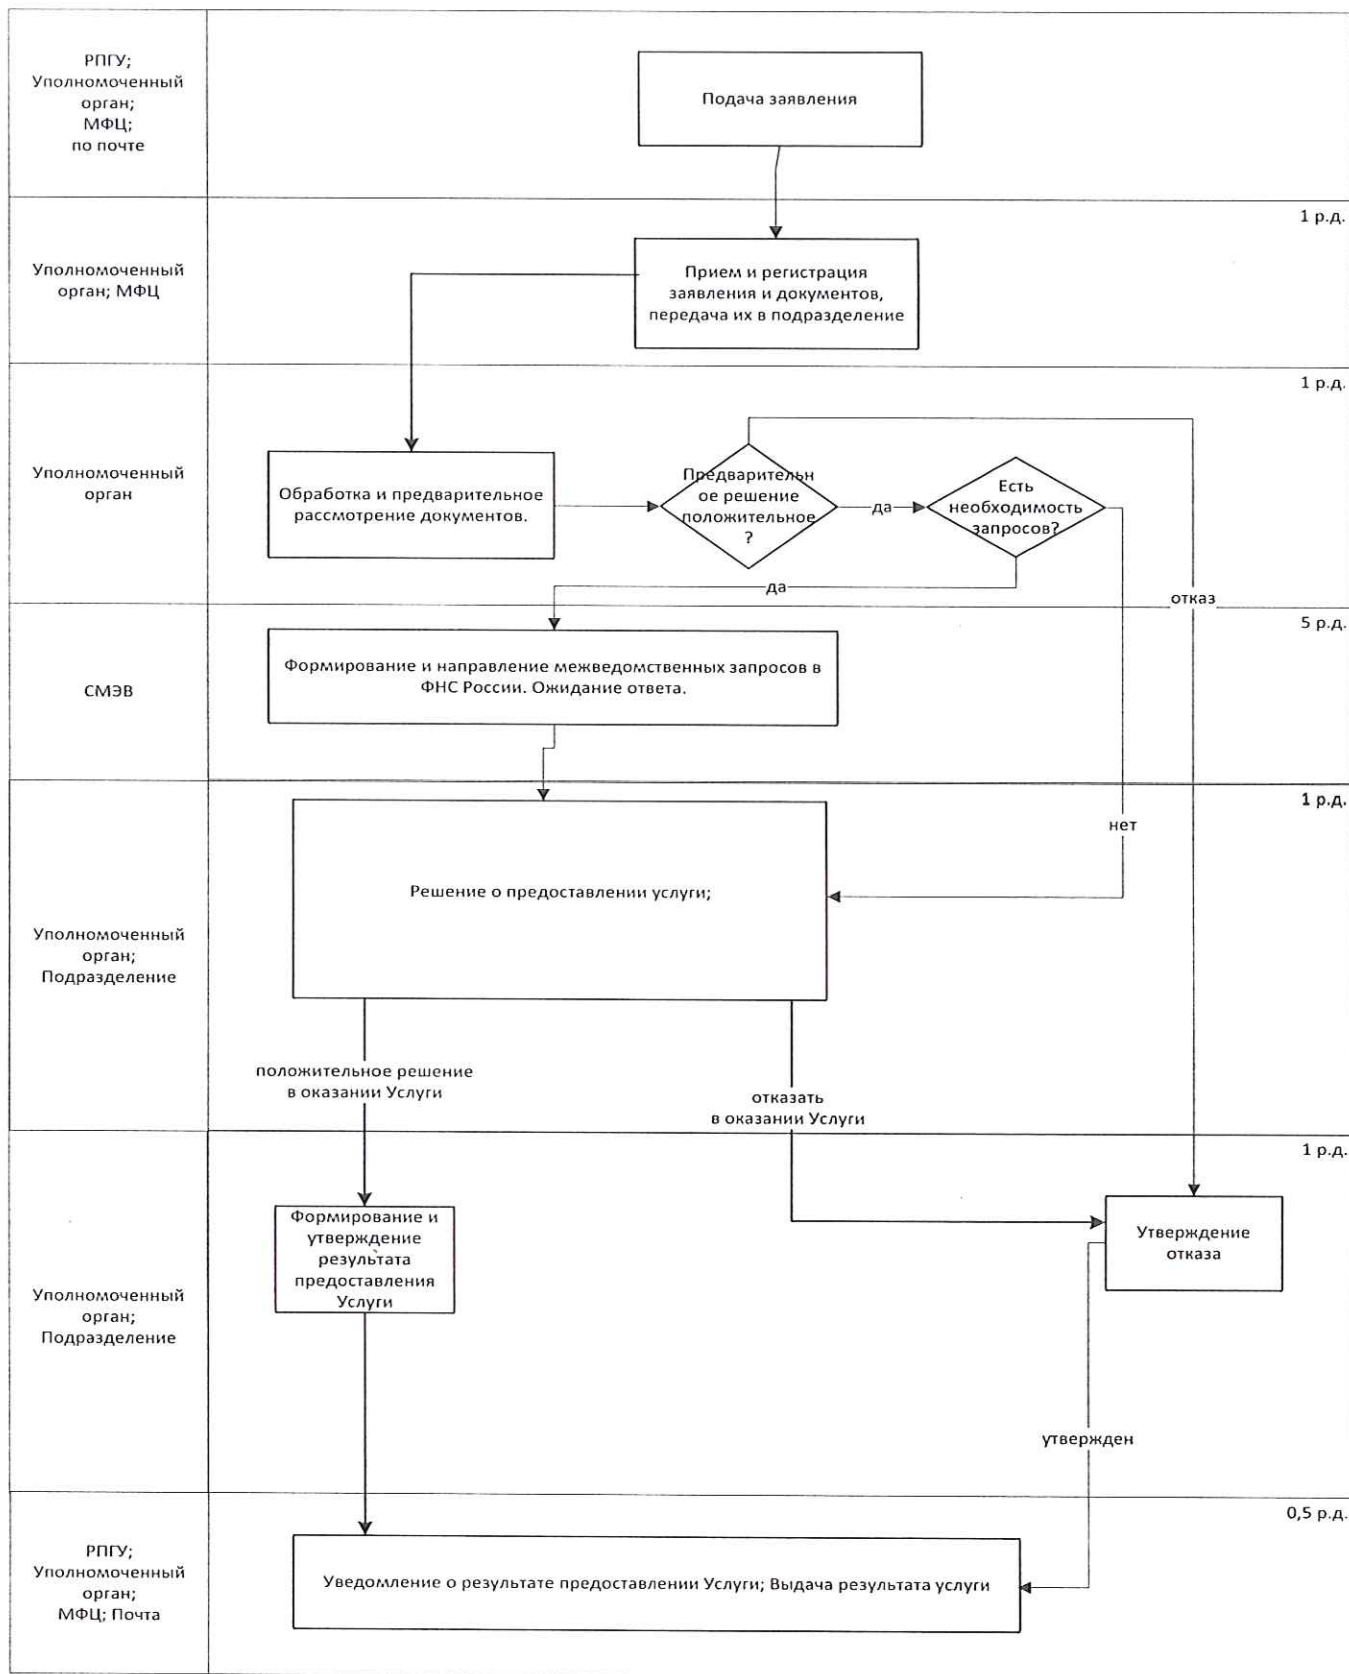 РПГУ;
Уполномоченный
орган;
МФЦ;
по почте
Подача заявления
1 р.д.
Уполномоченный
орган; МФЦ
Прием и регистрация
заявления и документов,
передача их в подразделение
1 р.д.
Уполномоченный
орган
Обработка и предварительное
рассмотрение документов.
Предварительн
ое решение
положительное
?
да
Есть
необходимость
запросов?
да
отказ
5 р.д.
СМЭВ
Формирование и направление межведомственных запросов в
ФНС России. Ожидание ответа.
1 р.д.
нет
Уполномоченный
орган;
Подразделение
Решение о предоставлении услуги;
положительное решение
в оказании Услуги
отказать
в оказании Услуги
1 р.д.
Уполномоченный
орган;
Подразделение
Формирование и
утверждение
результата
предоставления
Услуги
Утверждение
отказа
утвержден
0,5 р.д.
РПГУ;
Уполномоченный
орган;
МФЦ; Почта
Уведомление о результате предоставлении Услуги; Выдача результата услуги